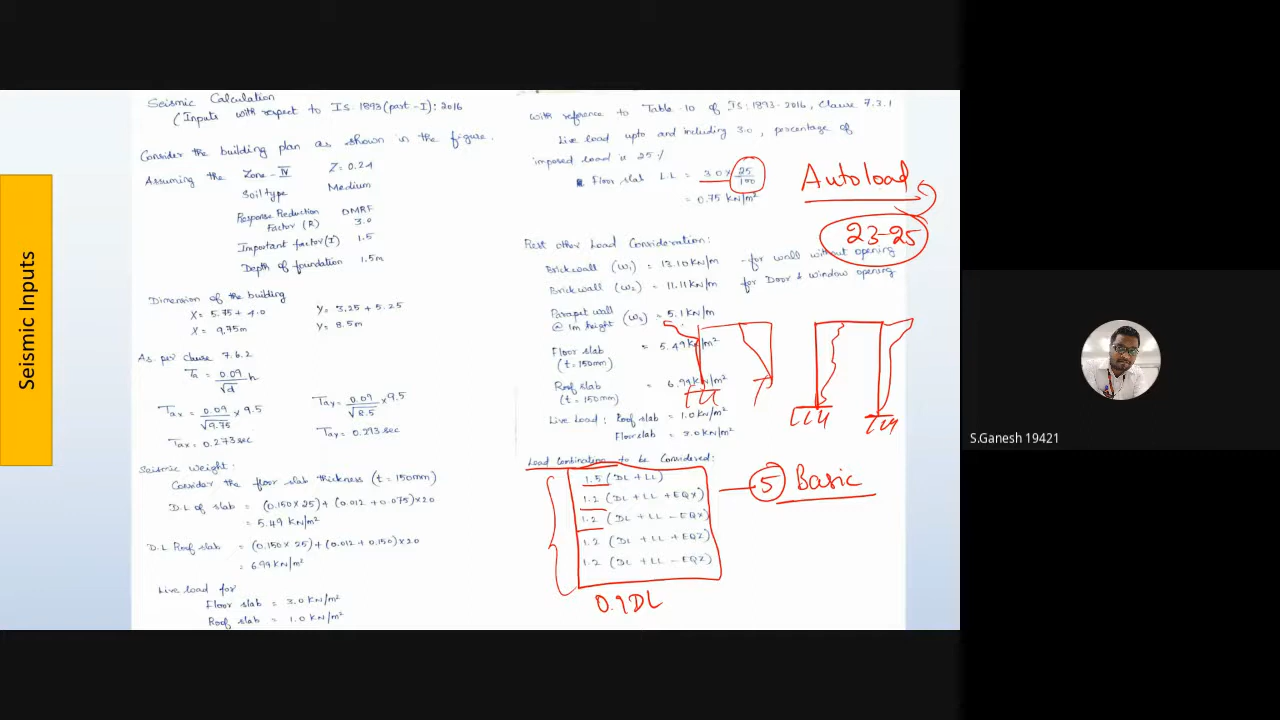 Seismic Inputs
Seismic Calculation
(Inputs with respect to IS 1893 (part-I): 2016
Consider the building plan as shown in the figure.
Assuming the Zone-IV Z=0.24
Soil type Medium
Response Reduction OMRF
Factor (R) 3.0
Important factor (I) 1.5
Depth of foundation 1.5m
Dimension of the building
X = 5.75 + 4.0 Y = 3.25 + 5.25
X = 9.75m Y = 8.5m
As per clause 7.6.2
Ta = 0.09/√d h
Tax = 0.09/√9.75 × 9.5 Tay = 0.09/√8.5 × 9.5
Tax = 0.273 sec Tay = 0.293 sec
Seismic Weight:
Consider the floor slab thickness (t = 150mm)
D.L of slab = (0.150×25)+(0.012+0.075)×20
= 5.49 KN/m²
D.L Roof slab = (0.150×25)+(0.012+0.150)×20
= 6.99 KN/m²
Live load for
Floor slab = 3.0 KN/m²
Roof slab = 1.0 KN/m²
With reference to Table-10 of IS:1893-2016, Clause 7.3.1
Live load upto and including 3.0, percentage of
imposed load is 25%
Floor slab L.L = 3.0 × 25/100
= 0.75 KN/m²
Rest other Load Consideration:
Brick wall (w1) = 13.10 KN/m - for wall without opening
Brick wall (w2) = 11.11 KN/m for Door & window opening
Parapet wall (w3) = 5.1 KN/m
@ 1m height
Floor slab = 5.49 KN/m²
(t=150mm)
Roof slab = 6.99 KN/m²
(t=150mm)
Live Load: Roof slab = 1.0 KN/m²
Floor slab = 3.0 KN/m²
Load Combination to be Considered:
1.5 (DL + LL)
1.2 (DL + LL + EQX)
1.2 (DL + LL - EQX)
1.2 (DL + LL + EQZ)
1.2 (DL + LL - EQZ)
0.9DL
Autoload
23-25
5 Basic
S.Ganesh 19421